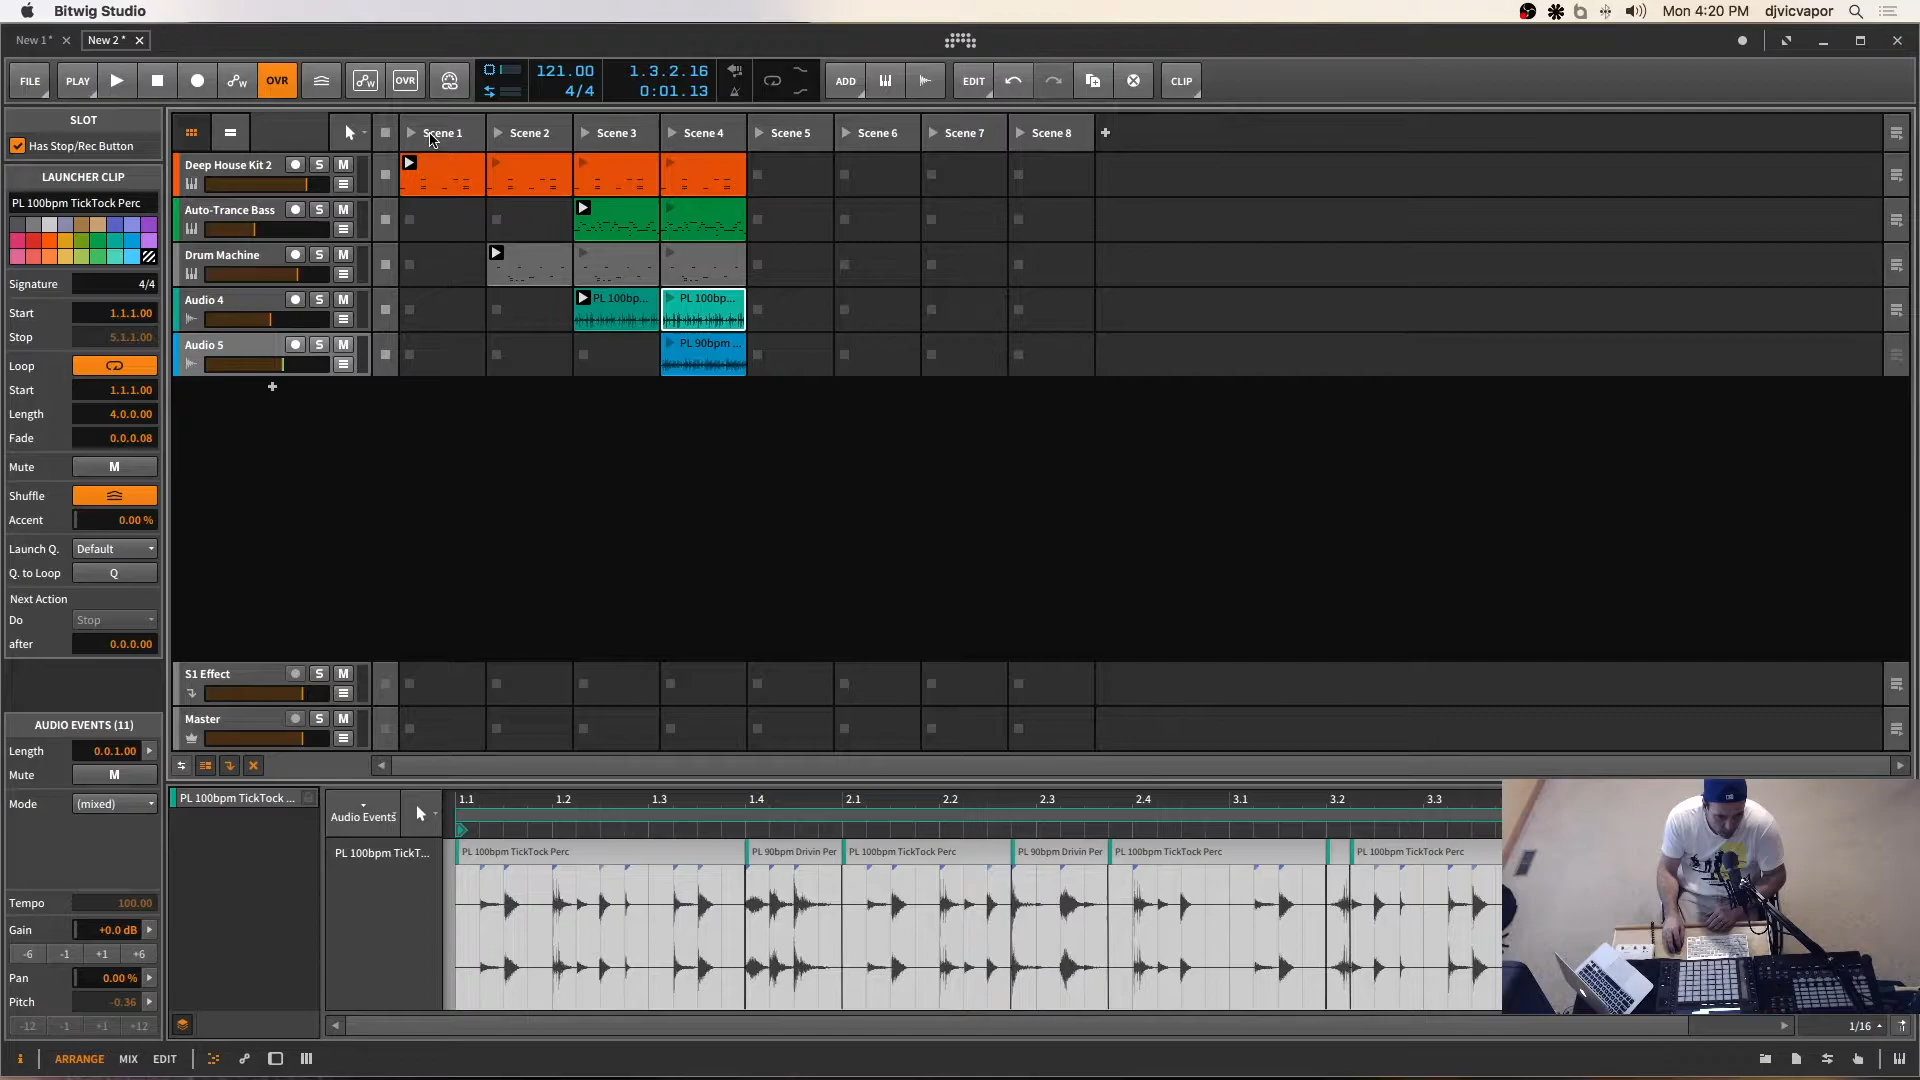 Bitwig Studio
Mon 4:20 PM djvicvapor
New 1 *
New 2 *
FILE PLAY OVR OVR 121.00 4/4 1.3.2.16 0:01.13 ADD EDIT CLIP
SLOT
Has Stop/Rec Button
LAUNCHER CLIP
PL 100bpm TickTock Perc
Signature 4/4
Start 1.1.1.00
Stop 5.1.1.00
Loop
Start 1.1.1.00
Length 4.0.0.00
Fade 0.0.0.08
Mute M
Shuffle
Accent 0.00 %
Launch Q. Default
Q. to Loop Q
Next Action
Do Stop
after 0.0.0.00
AUDIO EVENTS (11)
Length 0.0.1.00
Mute M
Mode (mixed)
Tempo 100.00
Gain +0.0 dB
-6 -1 +1 +6
Pan 0.00 %
Pitch -0.36
-12 -1 +1 +12
Scene 1 Scene 2 Scene 3 Scene 4 Scene 5 Scene 6 Scene 7 Scene 8
Deep House Kit 2 S M
Auto-Trance Bass S M
Drum Machine S M
Audio 4 S M PL 100bp... PL 100bp...
Audio 5 S M PL 90bpm ...
S1 Effect S M
Master S M
PL 100bpm TickTock ...
Audio Events
1.1 1.2 1.3 1.4 2.1 2.2 2.3 2.4 3.1 3.2 3.3
PL 100bpm TickT...
PL 100bpm TickTock Perc PL 90bpm Drivin Per PL 100bpm TickTock Perc PL 90bpm Drivin Per PL 100bpm TickTock Perc PL 100bpm TickTock Perc
1/16
i ARRANGE MIX EDIT